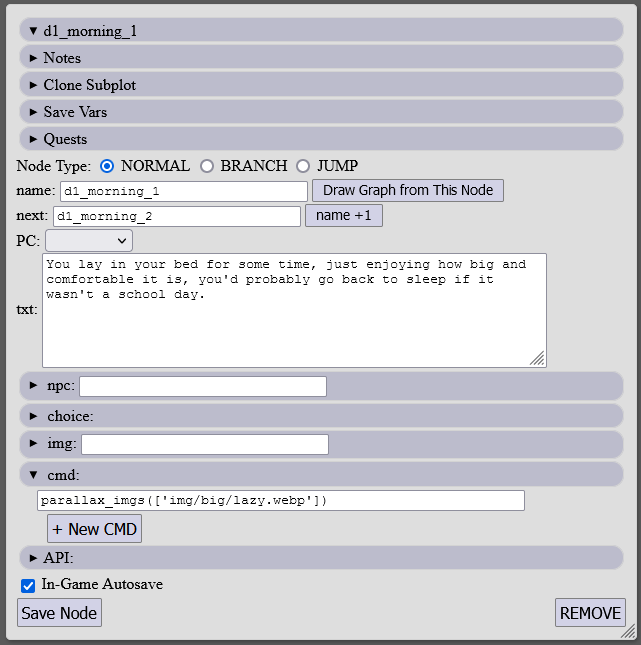 ▼ d1_morning_1
► Notes
► Clone Subplot
► Save Vars
► Quests
Node Type: NORMAL BRANCH JUMP
name: d1_morning_1 Draw Graph from This Node
next: d1_morning_2 name +1
PC:
You lay in your bed for some time, just enjoying how big and
comfortable it is, you'd probably go back to sleep if it
wasn't a school day.
txt:
► npc:
► choice:
► img:
▼ cmd:
parallax_imgs(['img/big/lazy.webp'])
+ New CMD
► API:
In-Game Autosave
Save Node REMOVE